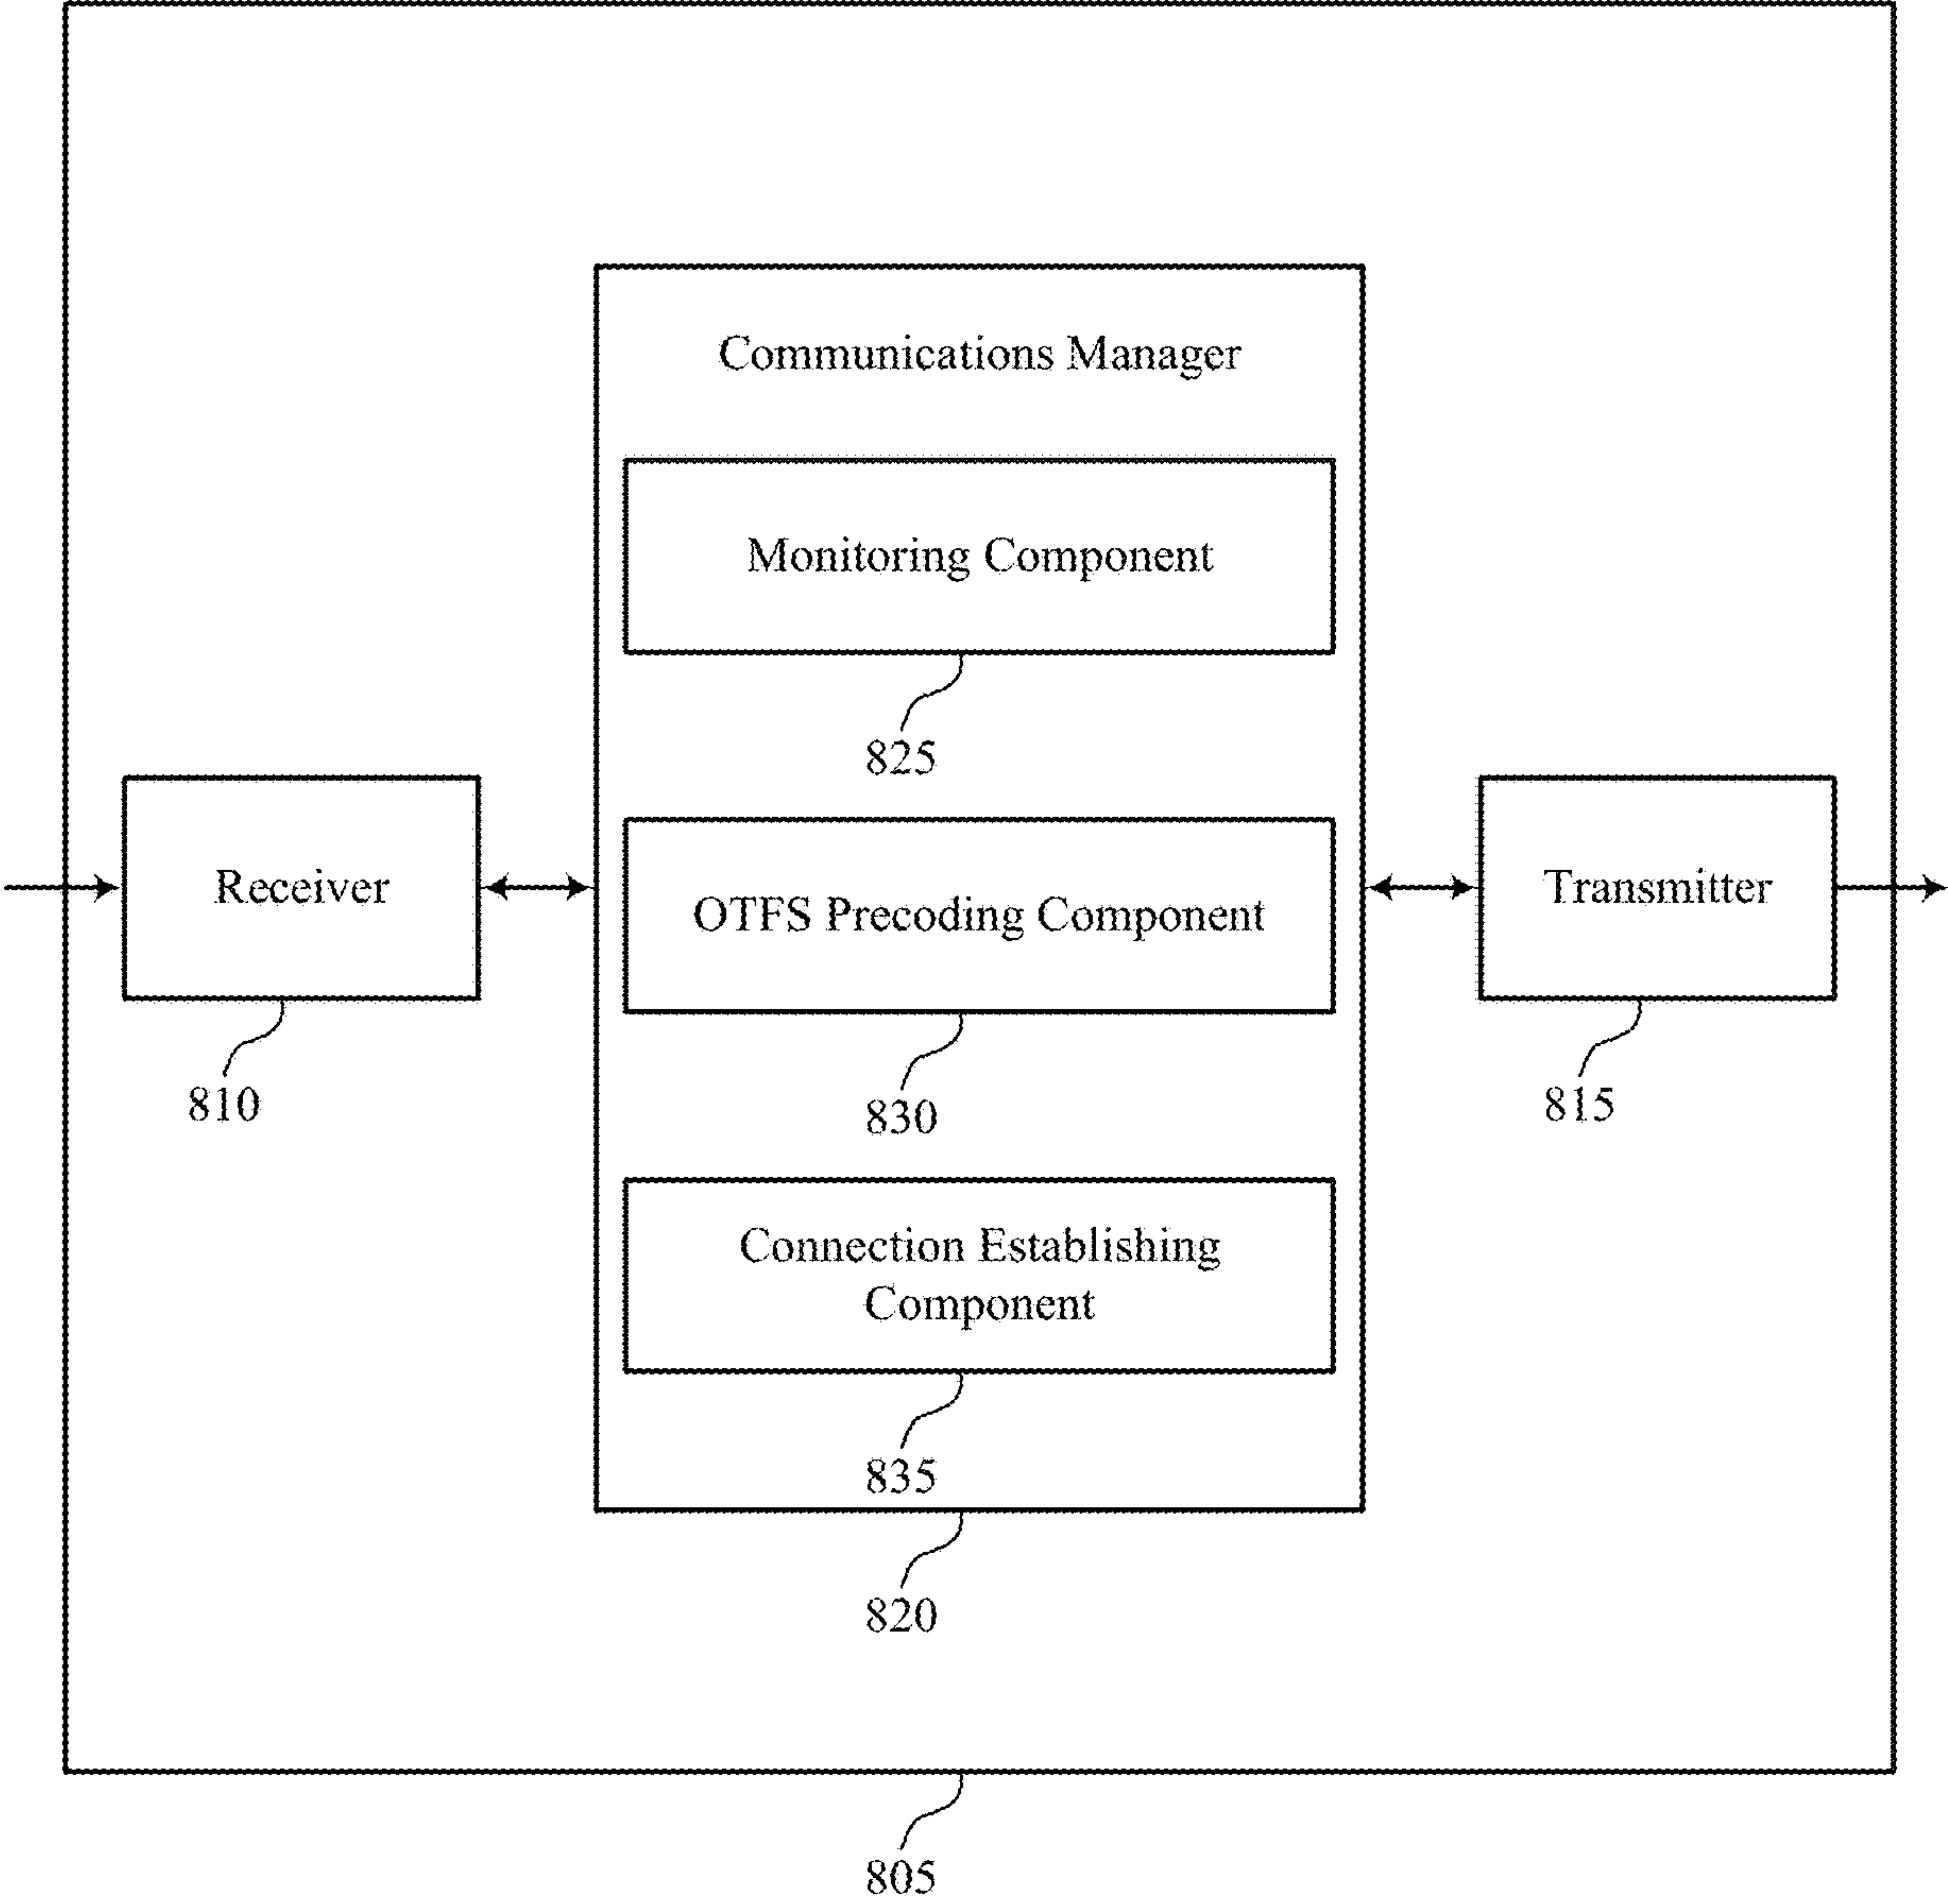 Communications Manager
Monitoring Component
825
Receiver
810
OTFS Precoding Component
830
Transmitter
815
Connection Establishing
Component
835
820
805